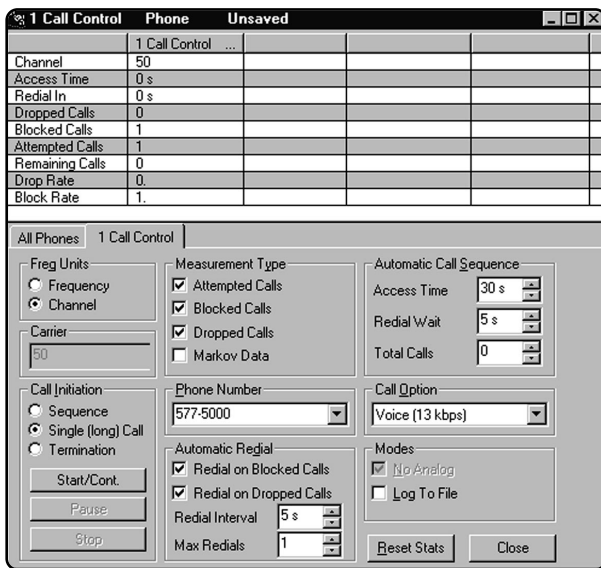 1 Call Control Phone Unsaved
1 Call Control ...
Channel 50
Access Time 0 s
Redial In 0 s
Dropped Calls 0
Blocked Calls 1
Attempted Calls 1
Remaining Calls 0
Drop Rate 0.
Block Rate 1.
All Phones 1 Call Control
Freq Units
Frequency
Channel
Carrier
50
Call Initiation
Sequence
Single (long) Call
Termination
Start/Cont.
Pause
Stop
Measurement Type
Attempted Calls
Blocked Calls
Dropped Calls
Markov Data
Phone Number
577-5000
Automatic Redial
Redial on Blocked Calls
Redial on Dropped Calls
Redial Interval 5 s
Max Redials 1
Automatic Call Sequence
Access Time 30 s
Redial Wait 5 s
Total Calls 0
Call Option
Voice (13 kbps)
Modes
No Analog
Log To File
Reset Stats Close